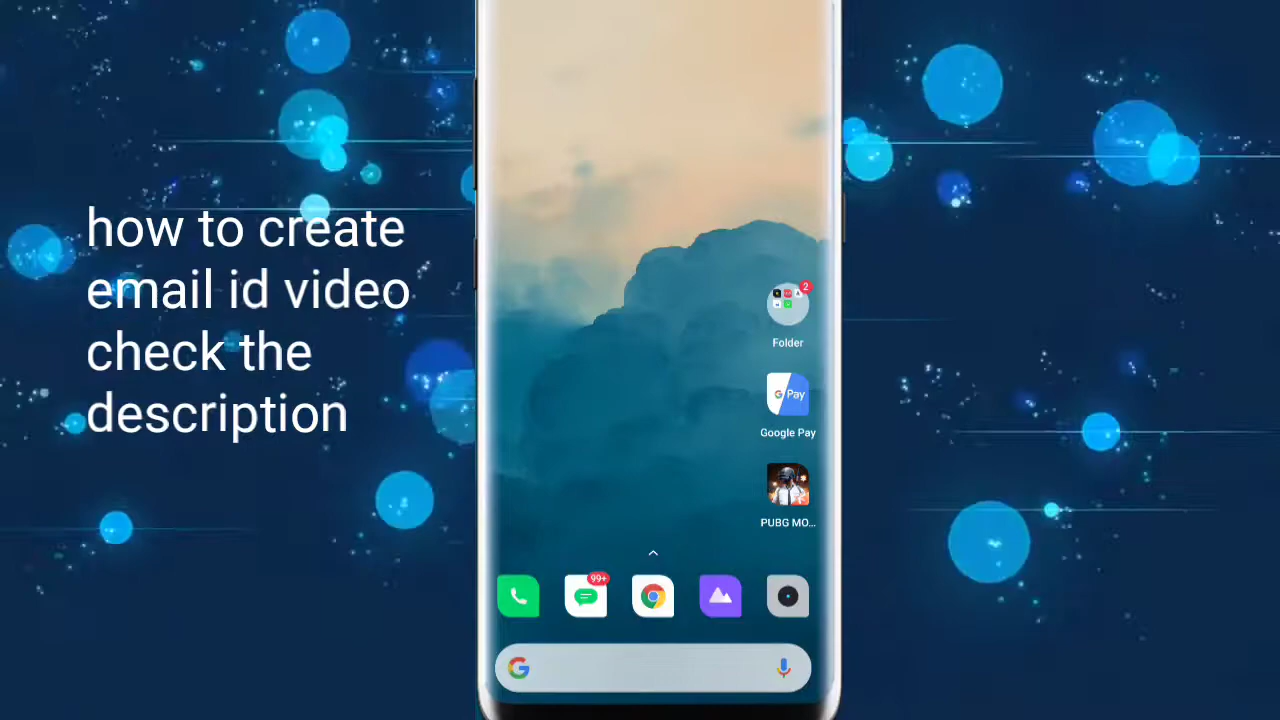 how to create
email id video
check the
description
2
Folder
G Pay
Google Pay
PUBG MO...
99+